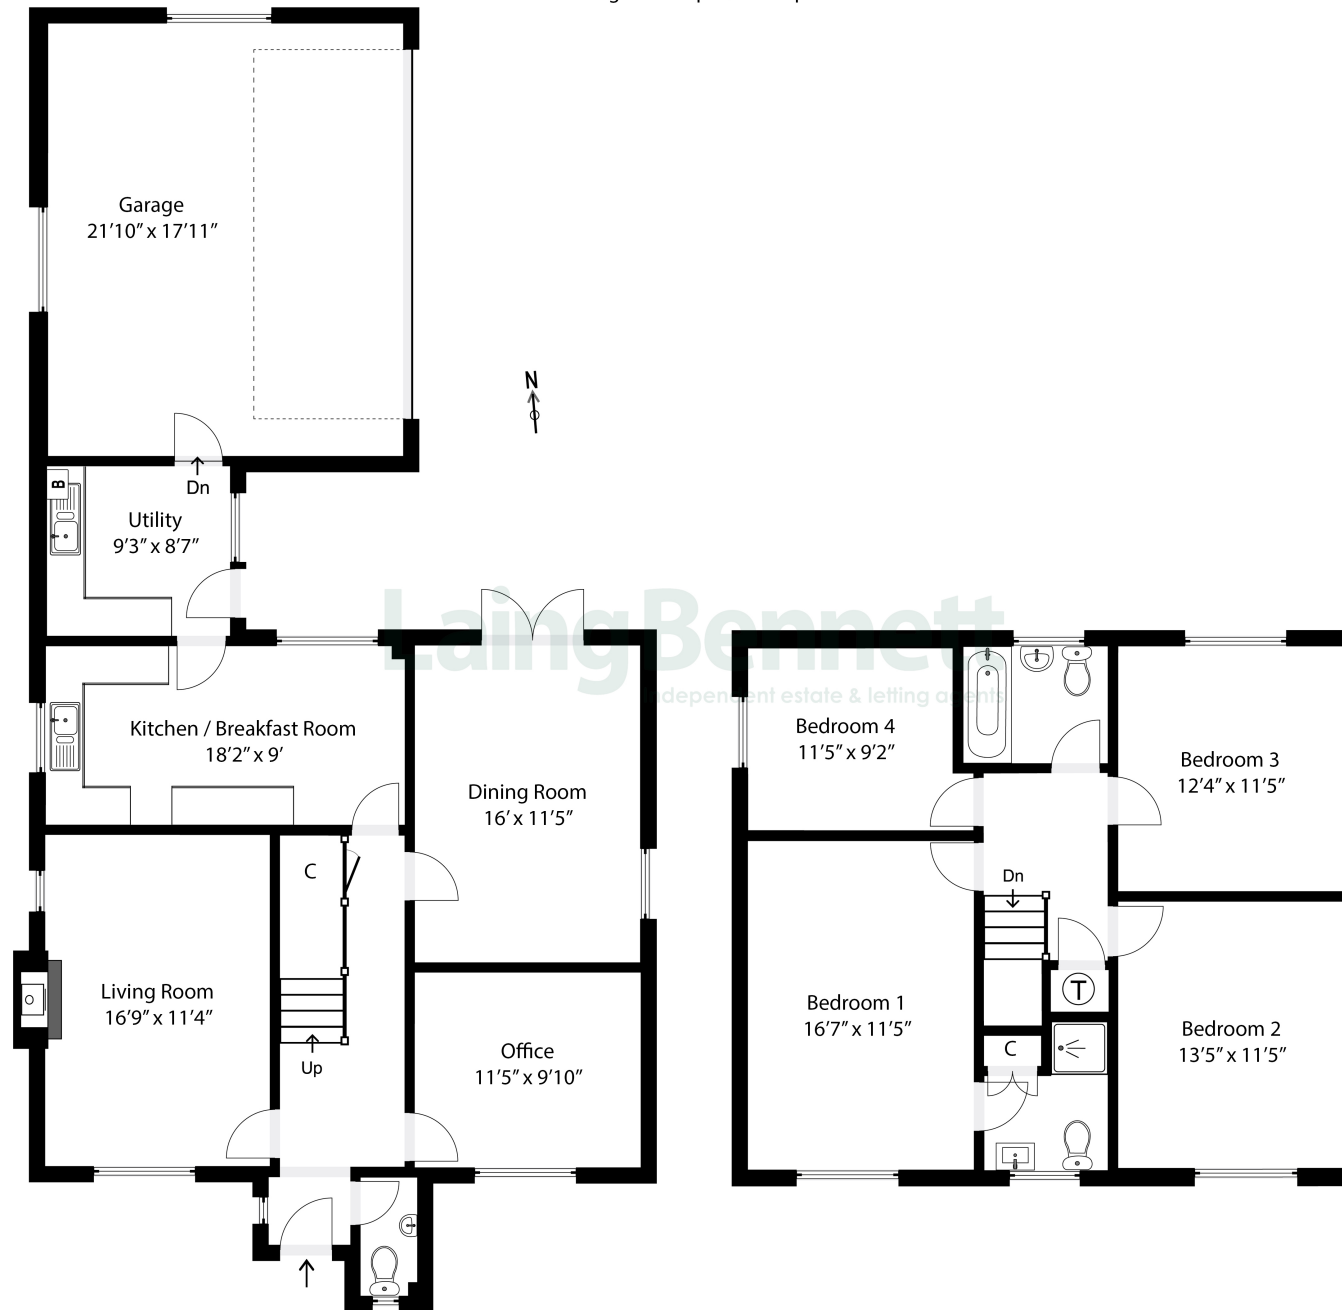 Garage
21'10" x 17'11"
N
B
Dn
Utility
9'3" x 8'7"
LaingBennett
independent estate & letting agents
Kitchen / Breakfast Room
18'2" x 9'
Dining Room
16' x 11'5"
Bedroom 4
11'5" x 9'2"
Bedroom 3
12'4" x 11'5"
C
Dn
Living Room
16'9" x 11'4"
Bedroom 1
16'7" x 11'5"
T
Bedroom 2
13'5" x 11'5"
Office
11'5" x 9'10"
C
Up